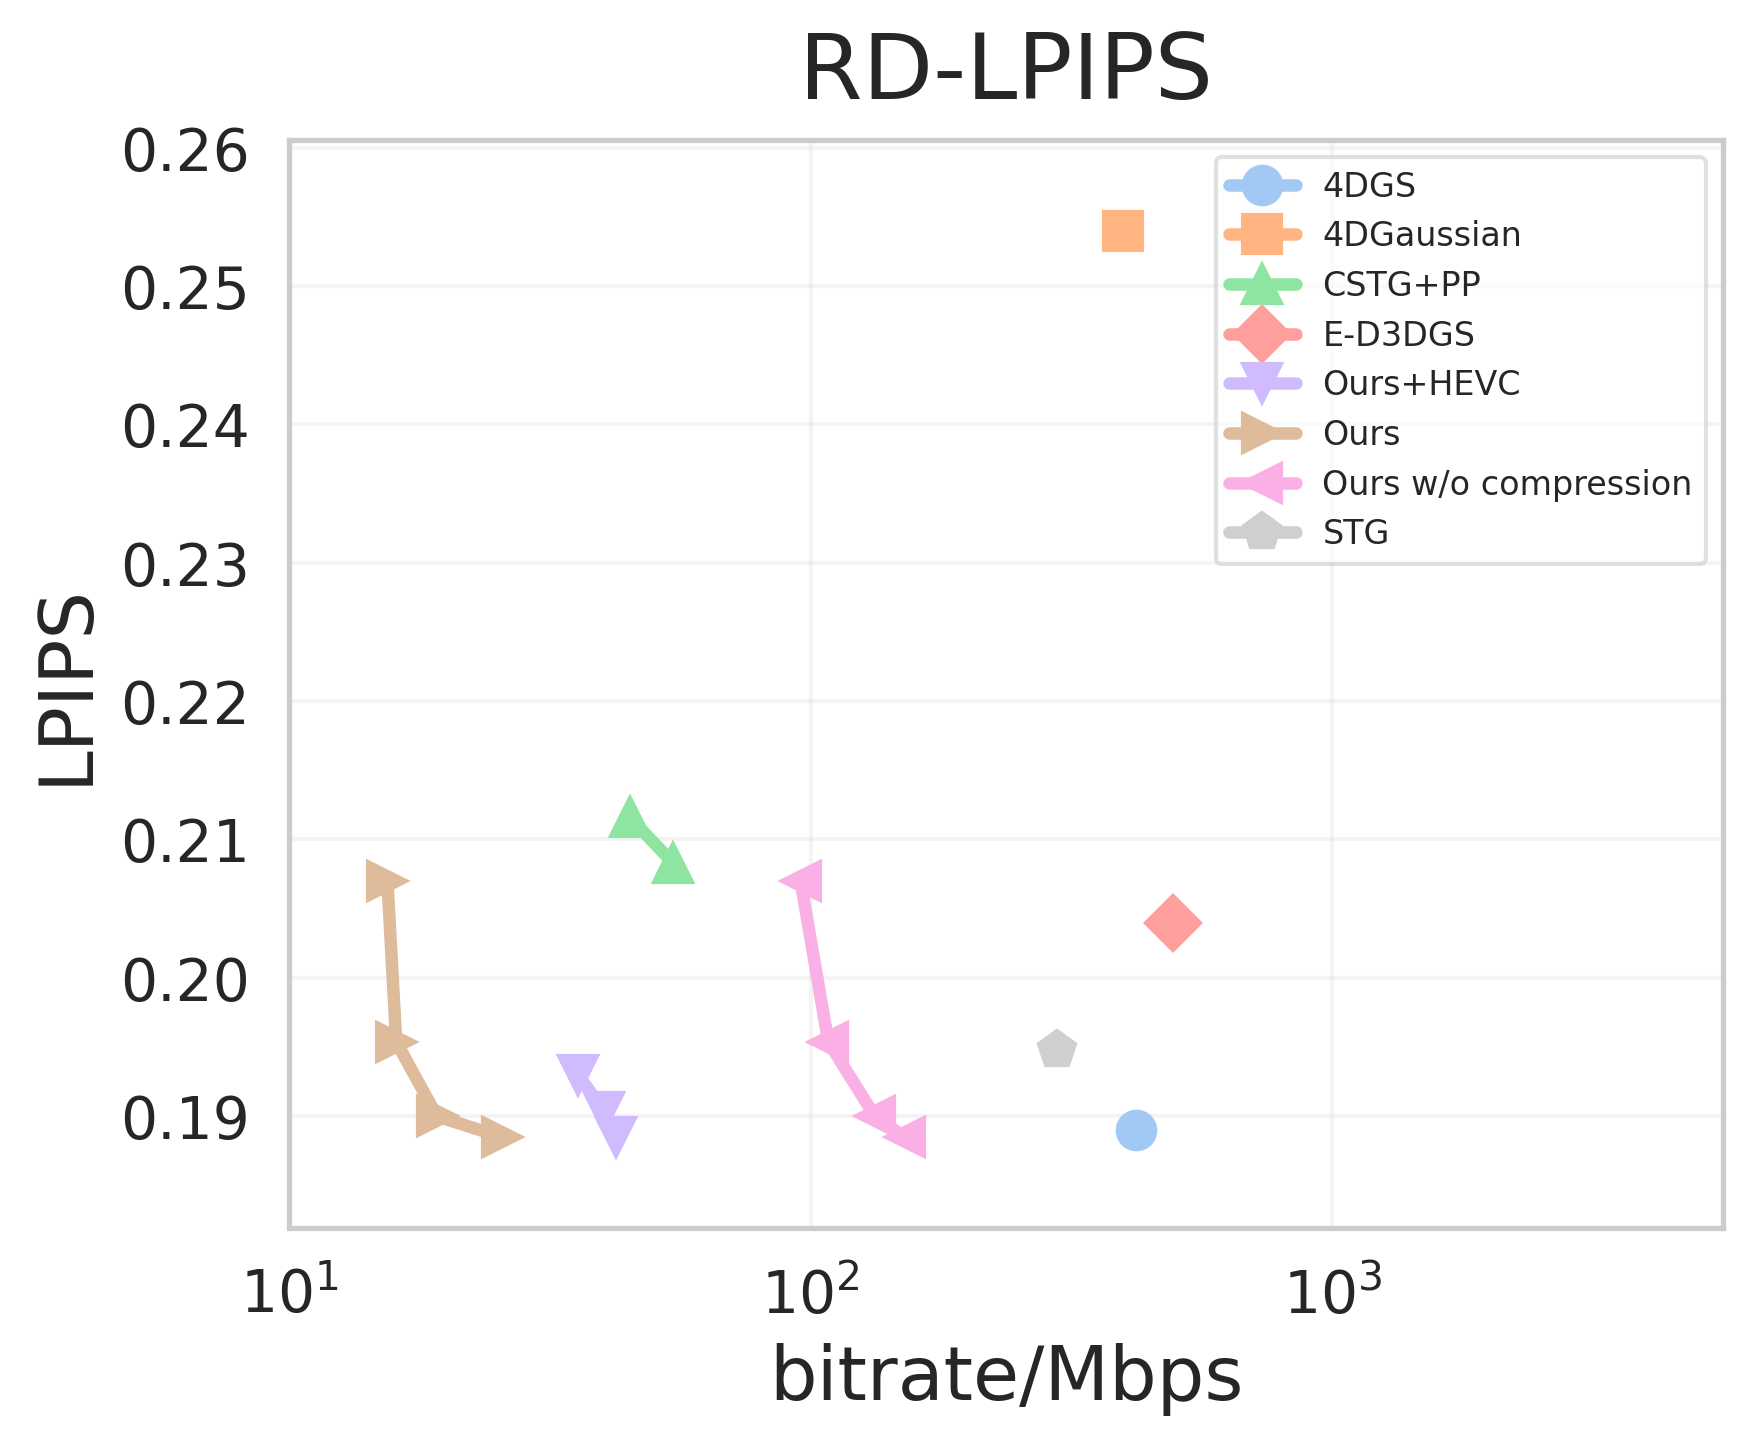 RD-LPIPS
0.26
0.25
0.24
0.23
0.22
0.21
0.20
0.19
LPIPS
4DGS
4DGaussian
CSTG+PP
E-D3DGS
Ours+HEVC
Ours
Ours w/o compression
STG
10¹ 10² 10³
bitrate/Mbps